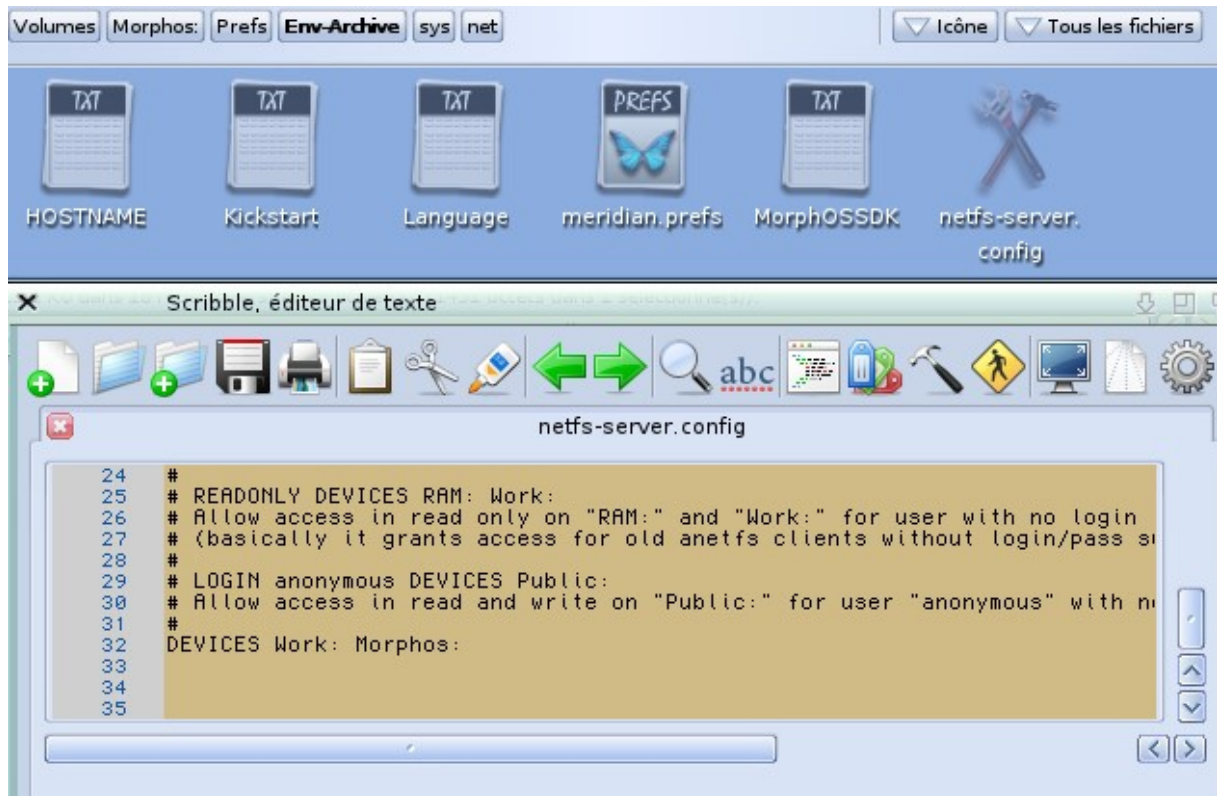 Volumes Morphos: Prefs Env-Archive sys net Icône Tous les fichiers
TXT TXT TXT PREFS TXT
HOSTNAME Kickstart Language meridian.prefs MorphOSSDK netfs-server.
config
Scribble, éditeur de texte
abc
netfs-server.config
24 #
25 # READONLY DEVICES RAM: Work:
26 # Allow access in read only on "RAM:" and "Work:" for user with no login
27 # (basically it grants access for old anetfs clients without login/pass
28 #
29 # LOGIN anonymous DEVICES Public:
30 # Allow access in read and write on "Public:" for user "anonymous" with
31 #
32 DEVICES Work: Morphos:
33
34
35